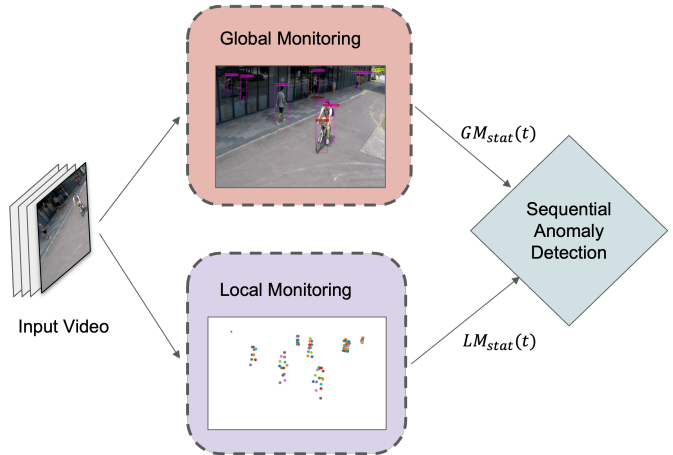 Global Monitoring
GM_stat(t)
Sequential
Anomaly
Detection
Input Video
Local Monitoring
LM_stat(t)